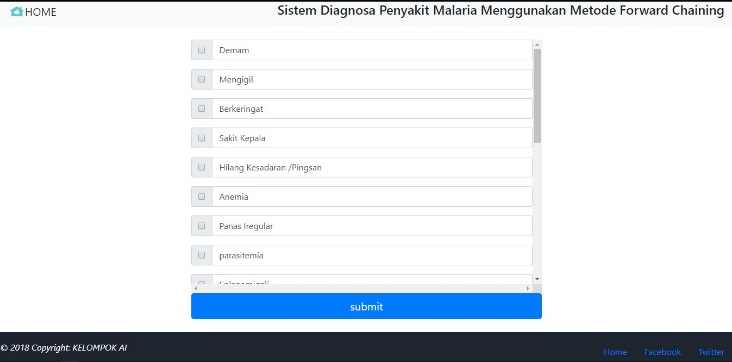 HOME
Sistem Diagnosa Penyakit Malaria Menggunakan Metode Forward Chaining
Demam
Mengigil
Berkeringat
Sakit Kepala
Hilang Kesadaran /Pingsan
Anemia
Panas Iregular
parasitemia
submit
© 2018 Copyright: KELOMPOK AI
Home Facebook Twitter